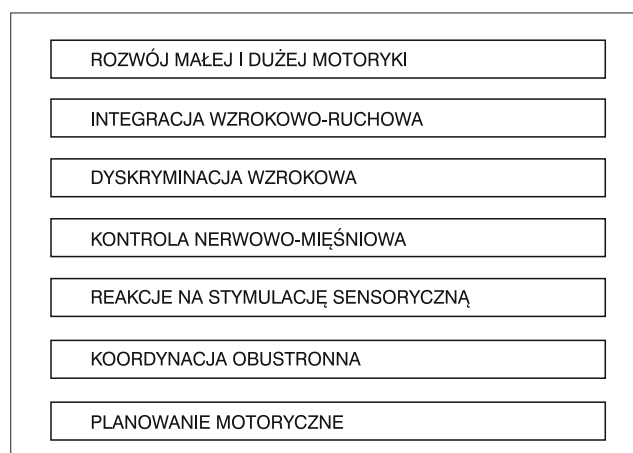 ROZWÓJ MAŁEJ I DUŻEJ MOTORYKI
INTEGRACJA WZROKOWO-RUCHOWA
DYSKRYMINACJA WZROKOWA
KONTROLA NERWOWO-MIĘŚNIOWA
REAKCJE NA STYMULACJĘ SENSORYCZNĄ
KOORDYNACJA OBUSTRONNA
PLANOWANIE MOTORYCZNE